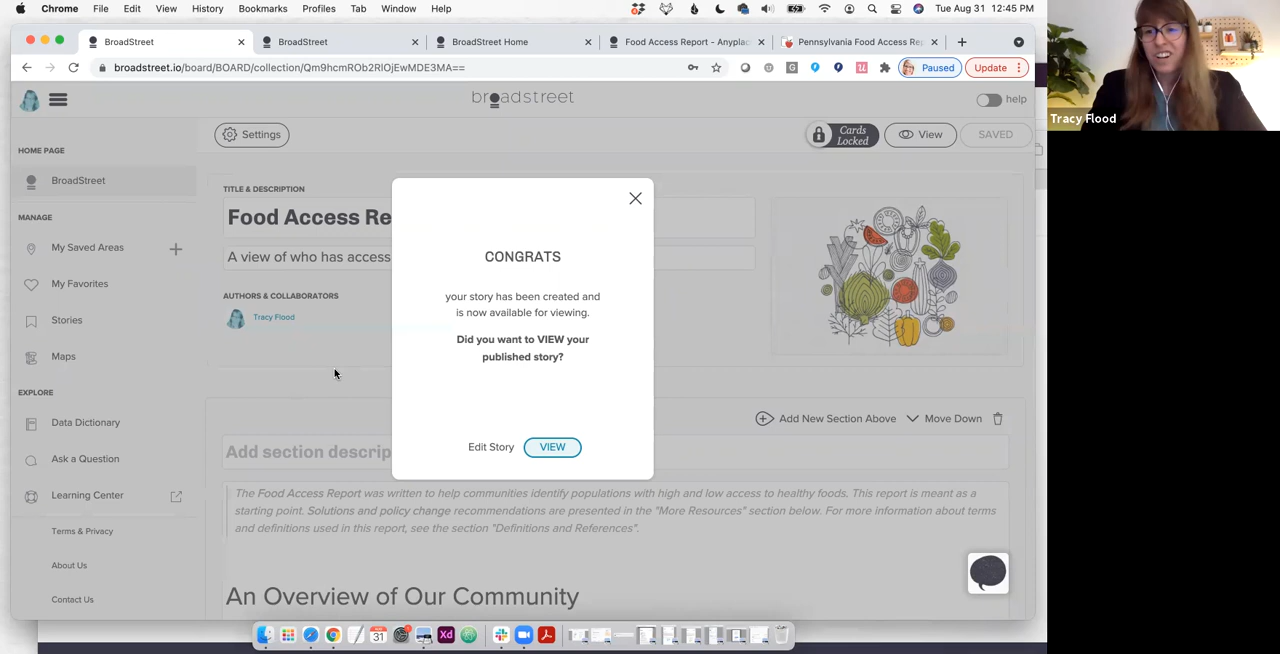 Chrome File Edit View History Bookmarks Profiles Tab Window Help Tue Aug 31 12:45 PM
BroadStreet BroadStreet BroadStreet Home Food Access Report - Anyplac Pennsylvania Food Access Re
broadstreet.io/board/BOARD/collection/Qm9hcmROb2RlOjEwMDE3MA== Paused Update
broadstreet help
Settings Cards Locked View SAVED
HOME PAGE
BroadStreet
MANAGE
My Saved Areas
My Favorites
Stories
Maps
EXPLORE
Data Dictionary
Ask a Question
Learning Center
Terms & Privacy
About Us
Contact Us
TITLE & DESCRIPTION
Food Access Re
A view of who has access
AUTHORS & COLLABORATORS
Tracy Flood
CONGRATS
your story has been created and
is now available for viewing.
Did you want to VIEW your
published story?
Edit Story VIEW
Add New Section Above Move Down
Add section descrip
The Food Access Report was written to help communities identify populations with high and low access to healthy foods. This report is meant as a
starting point. Solutions and policy change recommendations are presented in the "More Resources" section below. For more information about terms
and definitions used in this report, see the section "Definitions and References".
An Overview of Our Community
31 Xd
Tracy Flood